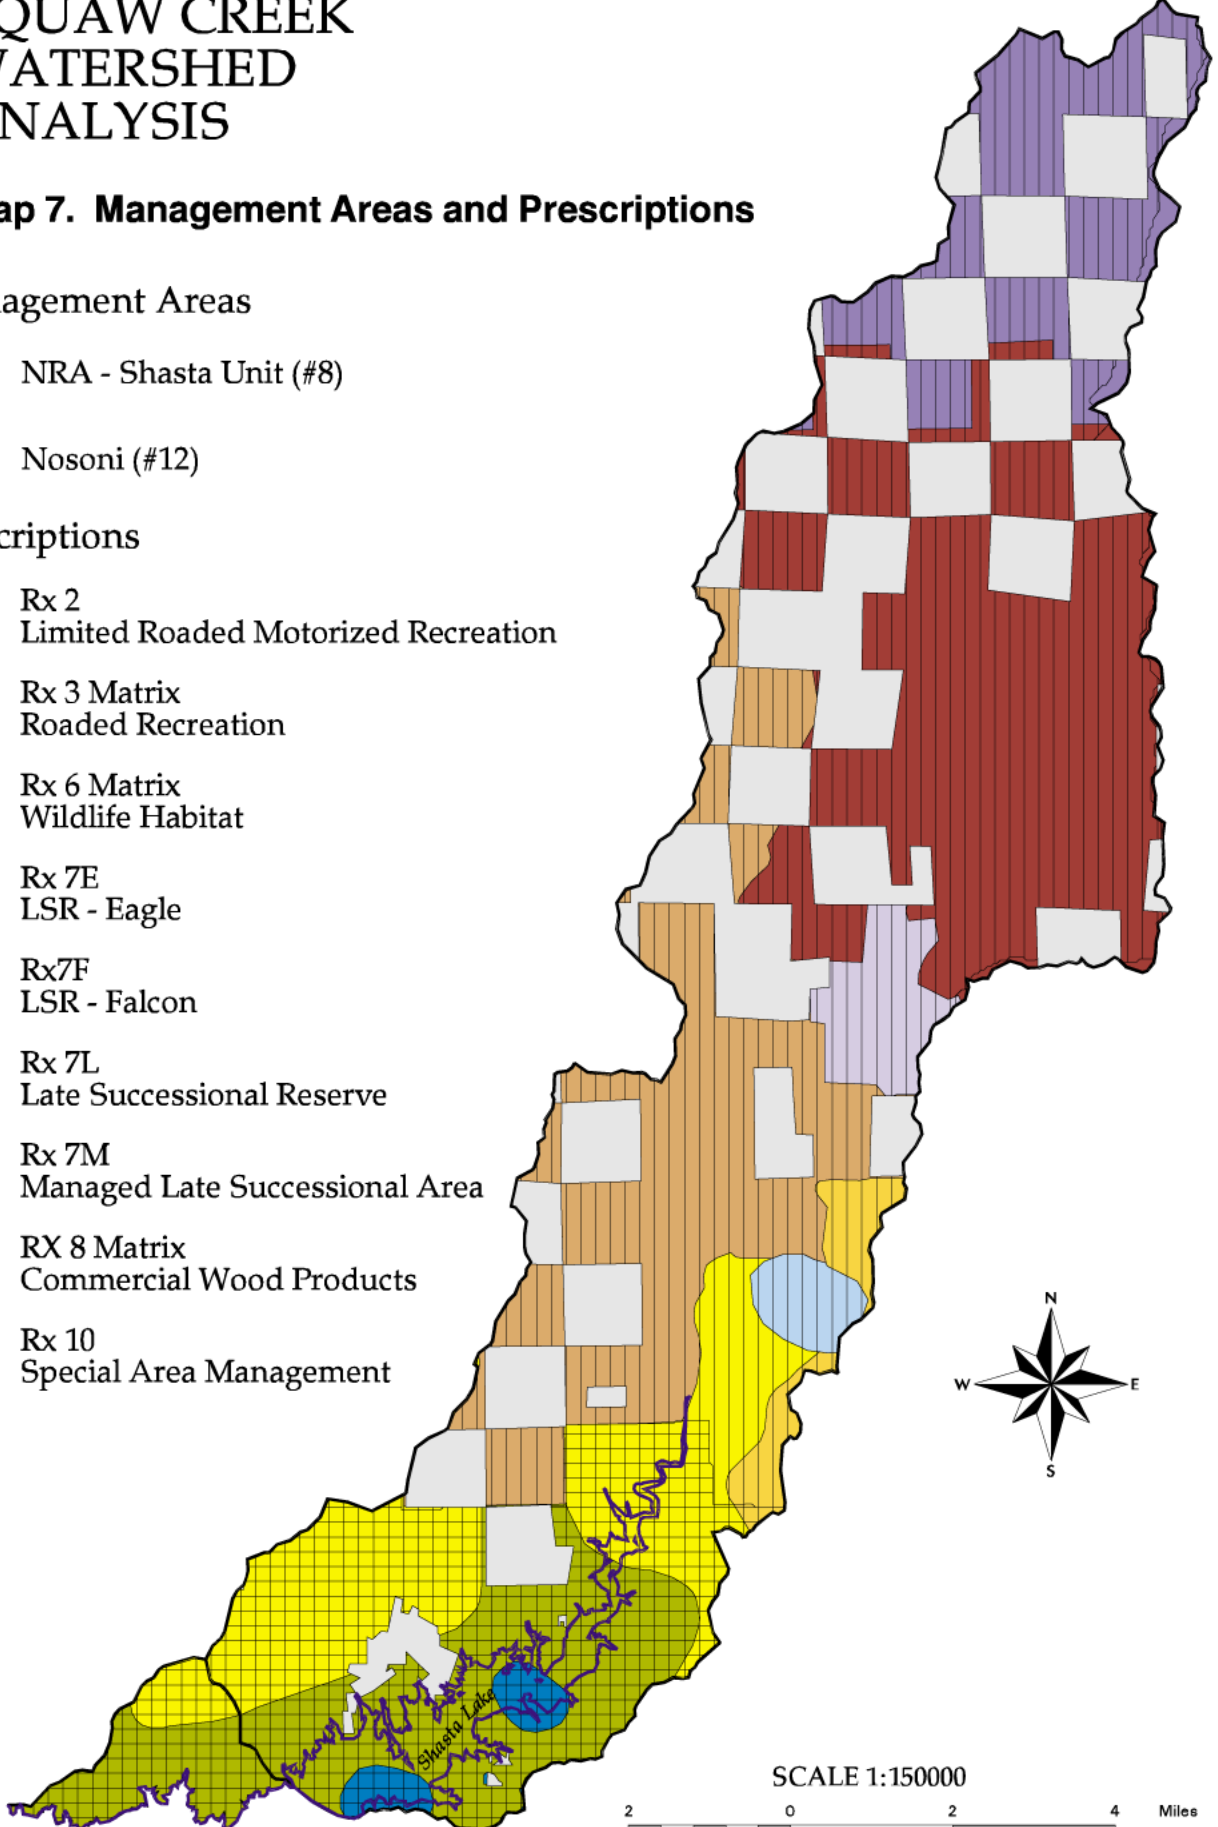 QUAW CREEK
WATERSHED
NALYSIS
ap 7. Management Areas and Prescriptions
agement Areas
NRA - Shasta Unit (#8)
Nosoni (#12)
criptions
Rx 2
Limited Roaded Motorized Recreation
Rx 3 Matrix
Roaded Recreation
Rx 6 Matrix
Wildlife Habitat
Rx 7E
LSR - Eagle
Rx7F
LSR - Falcon
Rx 7L
Late Successional Reserve
Rx 7M
Managed Late Successional Area
RX 8 Matrix
Commercial Wood Products
Rx 10
Special Area Management
N
W E
S
Shasta Lake
SCALE 1:150000
2 0 2 4 Miles